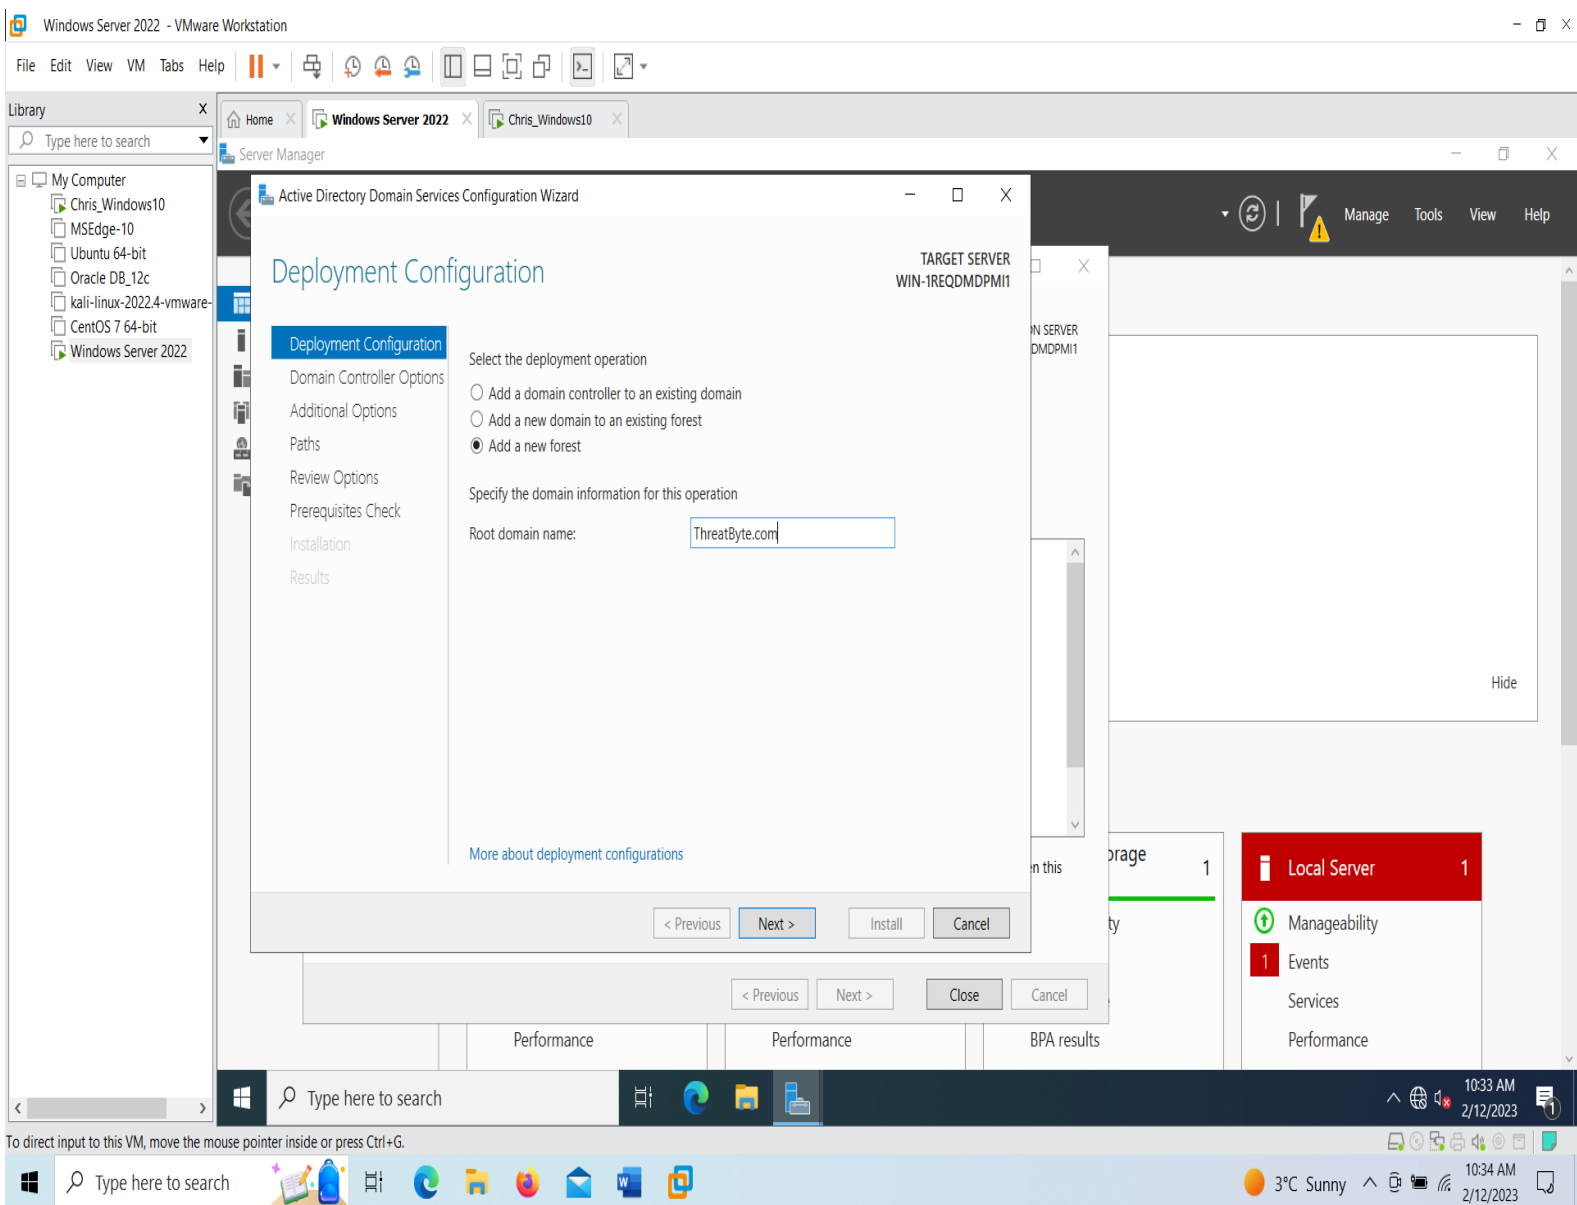 Windows Server 2022 - VMware Workstation
File Edit View VM Tabs Help
Library X
Type here to search
My Computer
Chris_Windows10
MSEdge-10
Ubuntu 64-bit
Oracle DB_12c
kali-linux-2022.4-vmware-
CentOS 7 64-bit
Windows Server 2022
Home
Windows Server 2022
Chris_Windows10
Server Manager
Manage Tools View Help
Active Directory Domain Services Configuration Wizard
Deployment Configuration
TARGET SERVER
WIN-1REQDMDPMI1
Deployment Configuration
Domain Controller Options
Additional Options
Paths
Review Options
Prerequisites Check
Installation
Results
Select the deployment operation
Add a domain controller to an existing domain
Add a new domain to an existing forest
Add a new forest
Specify the domain information for this operation
Root domain name: ThreatByte.com
More about deployment configurations
< Previous Next > Install Cancel
ON SERVER
DMDPMI1
n this
< Previous Next > Close Cancel
Hide
orage 1
ty
Performance
Performance
BPA results
Local Server 1
Manageability
1 Events
Services
Performance
Type here to search
10:33 AM
2/12/2023
1
To direct input to this VM, move the mouse pointer inside or press Ctrl+G.
Type here to search
3°C Sunny
10:34 AM
2/12/2023